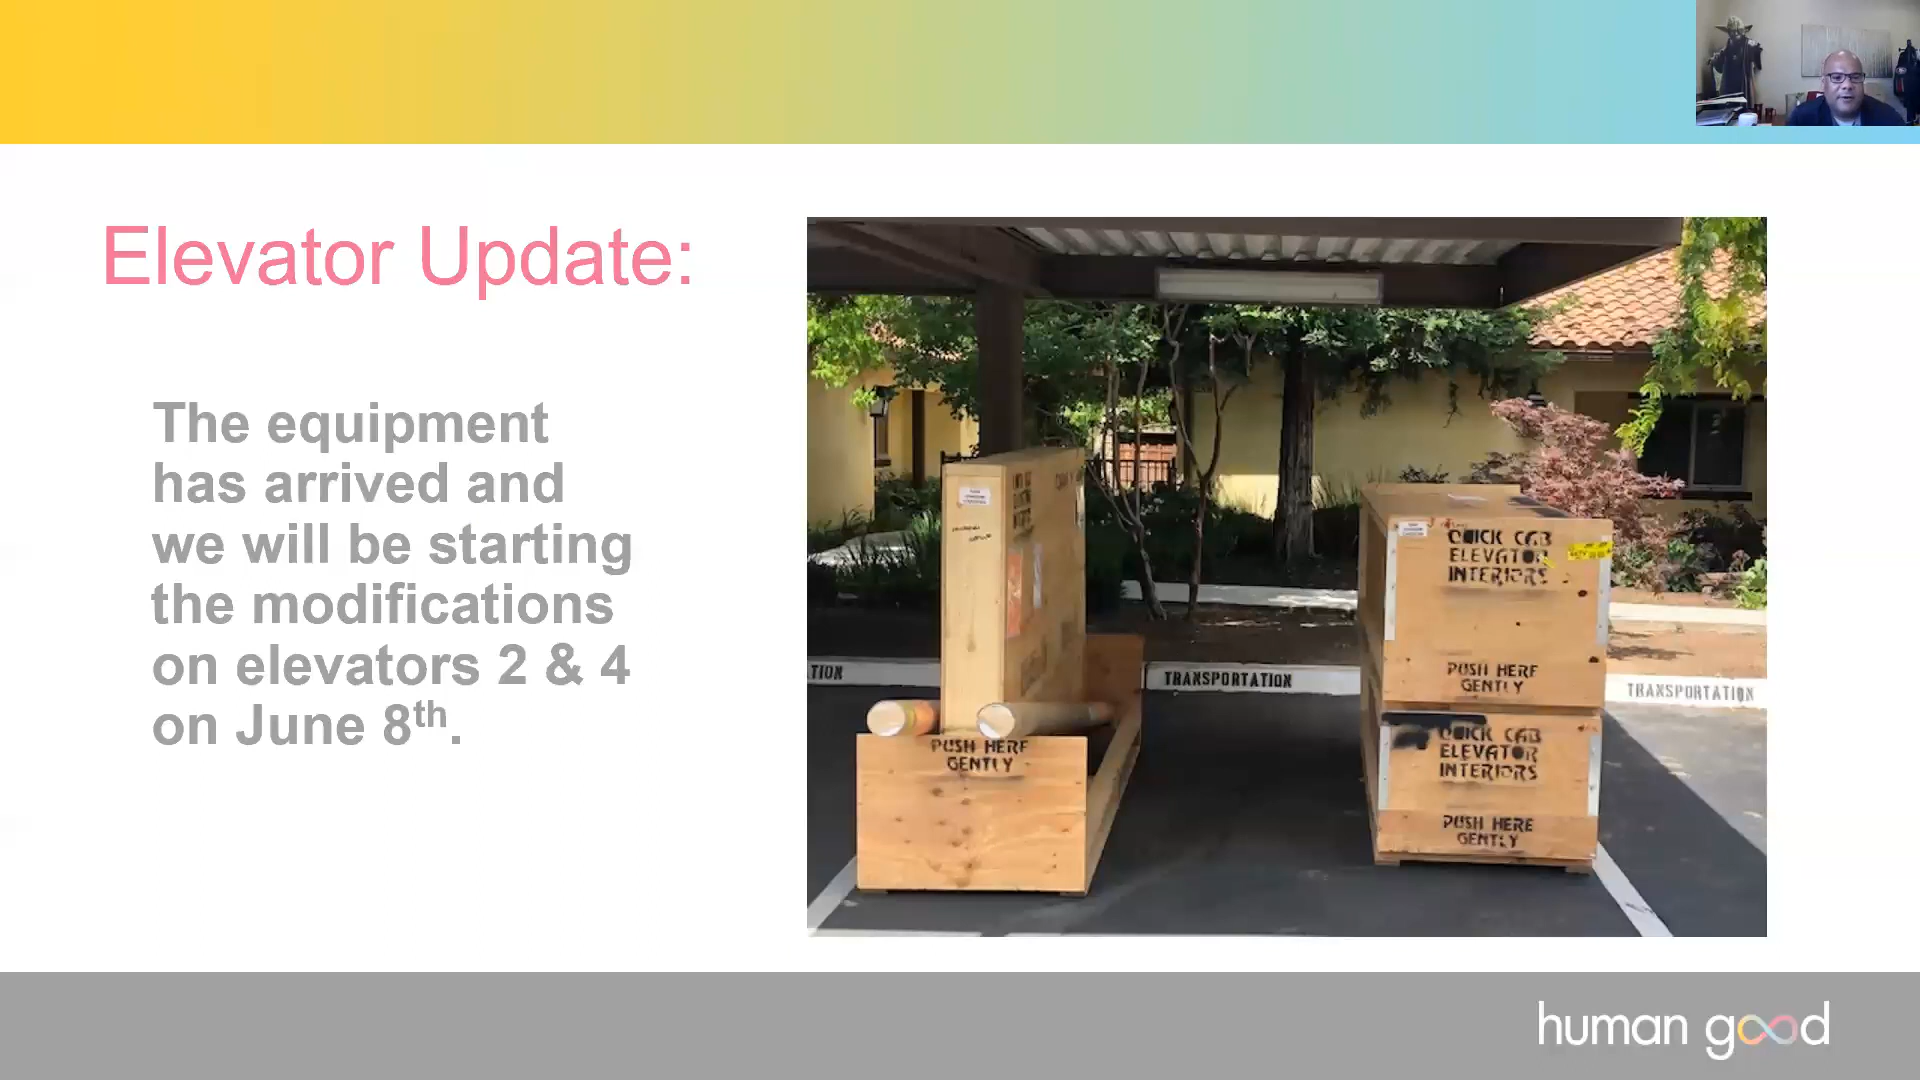 Elevator Update:
The equipment
has arrived and
we will be starting
the modifications
on elevators 2 & 4
on June 8th.
QUICK CAB
ELEVATOR
INTERIORS
PUSH HERE
GENTLY
TION
TRANSPORTATION
TRANSPORTATION
PUSH HERE
GENTLY
QUICK CAB
ELEVATOR
INTERIORS
PUSH HERE
GENTLY
human good